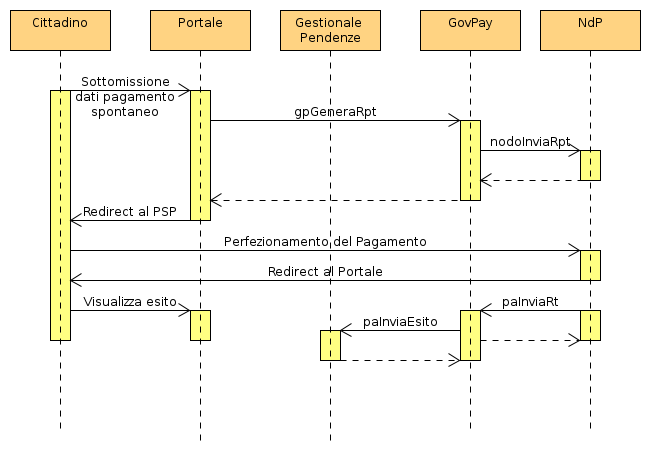 Cittadino
Portale
Gestionale
Pendenze
GovPay
NdP
Sottomissione
dati pagamento
spontaneo
gpGeneraRpt
nodoInviaRpt
Redirect al PSP
Perfezionamento del Pagamento
Redirect al Portale
Visualizza esito
paInviaRt
paInviaEsito